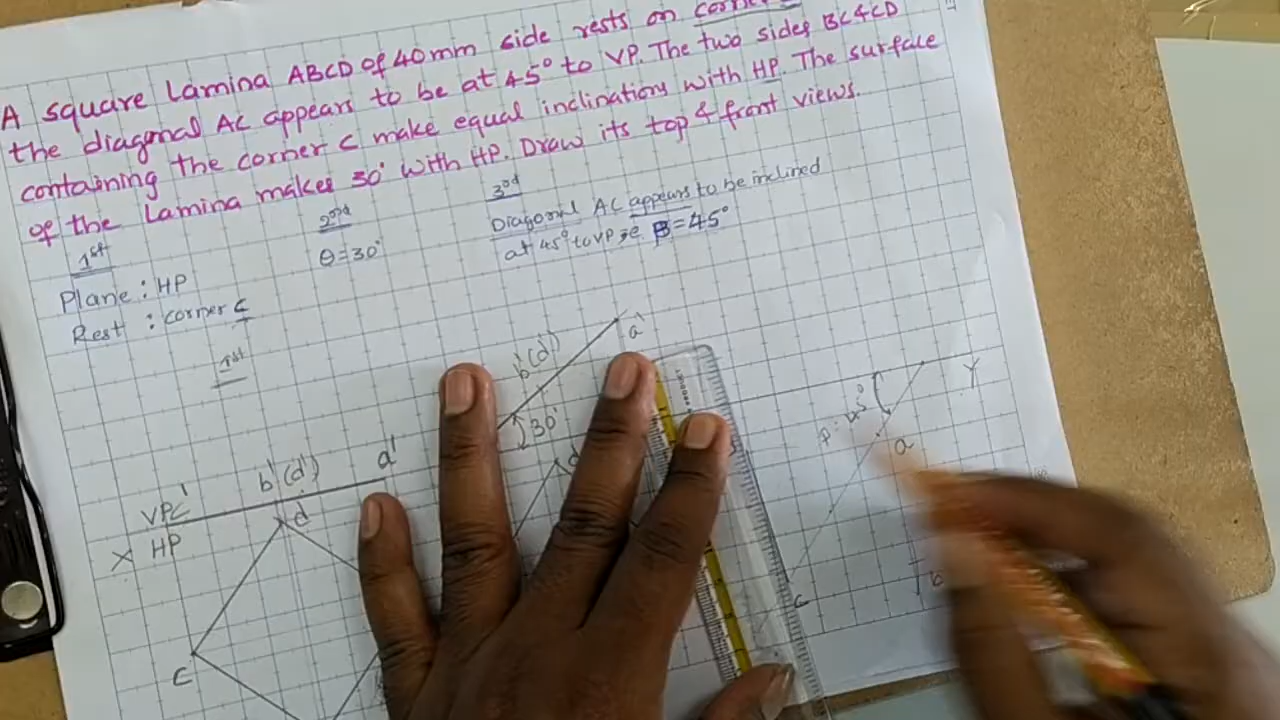 A square Lamina ABCD of 40mm side rests on corner
the diagonal AC appears to be at 45° to VP. The two sides BC & CD
containing the corner C make equal inclinations with HP. The surface
of the Lamina makes 30° with HP. Draw its top & front views.
1st
2nd
3rd
Plane : HP
Rest : corner C
θ=30°
Diagonal AC appears to be inclined
at 45° to VP ie β=45°
1st
b'(d')
a'
30°
VP C'
b'(d')
a'
X HP
d
d
C
β=45°
Y
a
c
b